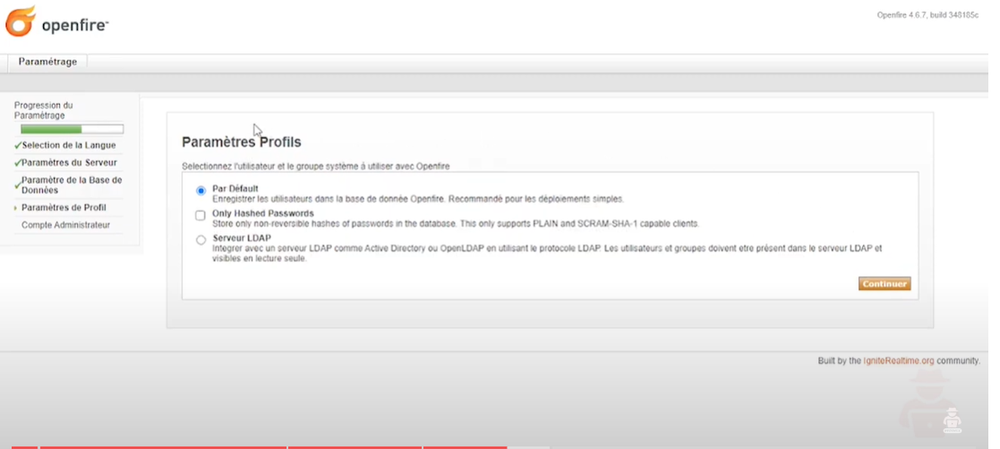 openfire™
Openfire 4.6.7, build 348185c
Paramétrage
Progression du
Paramétrage
Selection de la Langue
Paramètres du Serveur
Paramètre de la Base de
Données
Paramètres de Profil
Compte Administrateur
Paramètres Profils
Selectionnez l'utilisateur et le groupe système à utiliser avec Openfire
Par Défault
Enregistrer les utilisateurs dans la base de donnée Openfire. Recommandé pour les déploiements simples.
Only Hashed Passwords
Store only non-reversible hashes of passwords in the database. This only supports PLAIN and SCRAM-SHA-1 capable clients.
Serveur LDAP
Integrer avec un serveur LDAP comme Active Directory ou OpenLDAP en utilisant le protocole LDAP. Les utilisateurs et groupes doivent etre présent dans le serveur LDAP et
visibles en lecture seule.
Continuer
Built by the IgniteRealtime.org community.